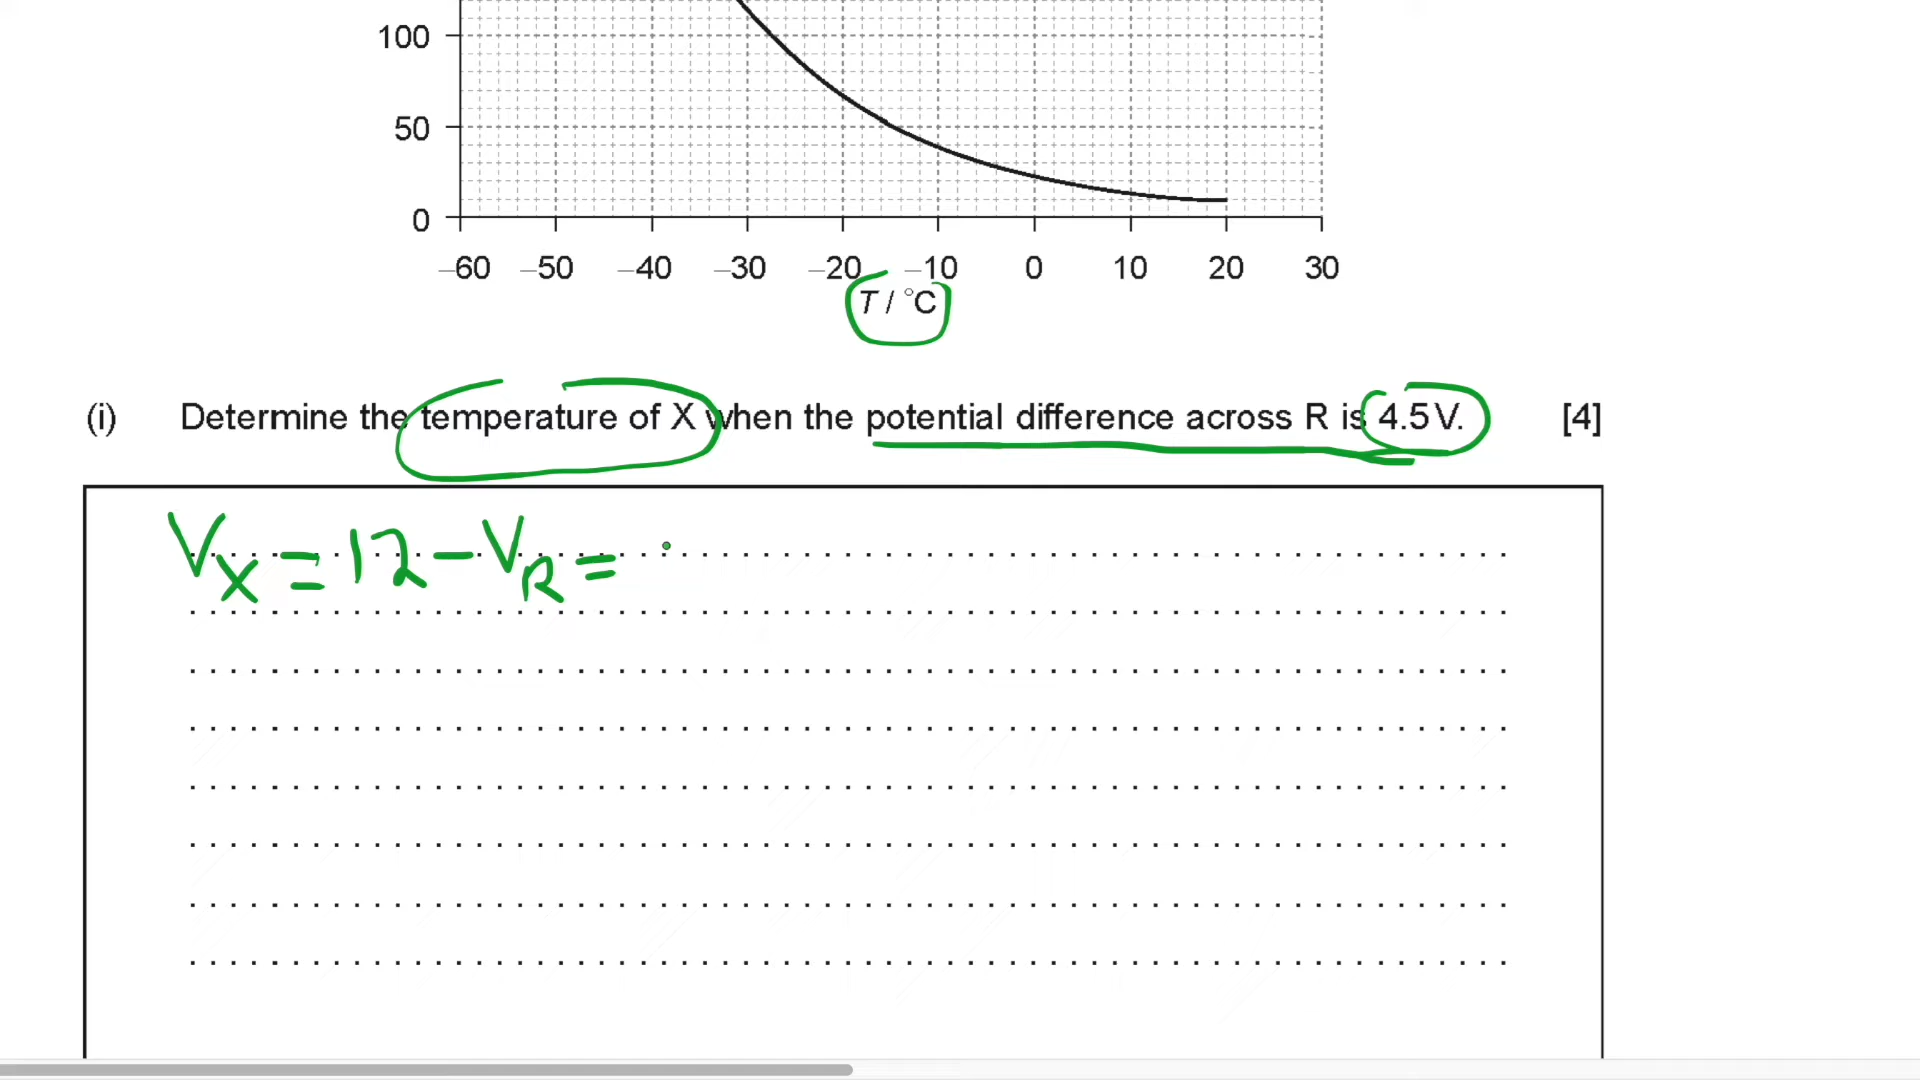 100
50
0
–60 –50 –40 –30 –20 –10 0 10 20 30
T / °C
(i) Determine the temperature of X when the potential difference across R is 4.5 V. [4]
Vx = 12 - VR =